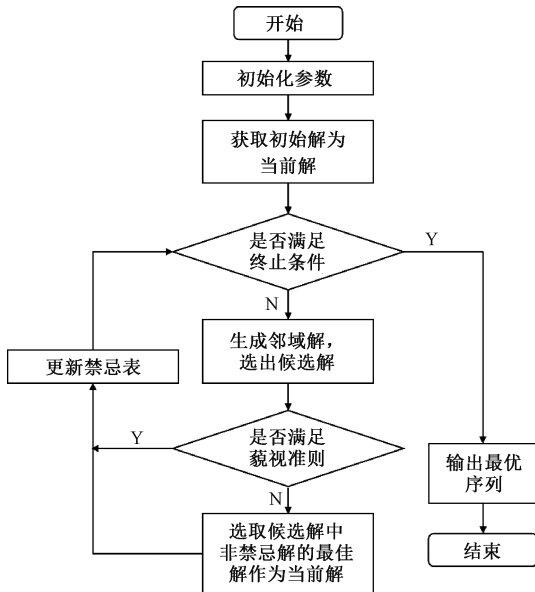 开始
初始化参数
获取初始解为
当前解
是否满足
终止条件
Y
N
生成邻域解，
选出候选解
更新禁忌表
是否满足
藐视准则
Y
N
选取候选解中
非禁忌解的最佳
解作为当前解
输出最优
序列
结束